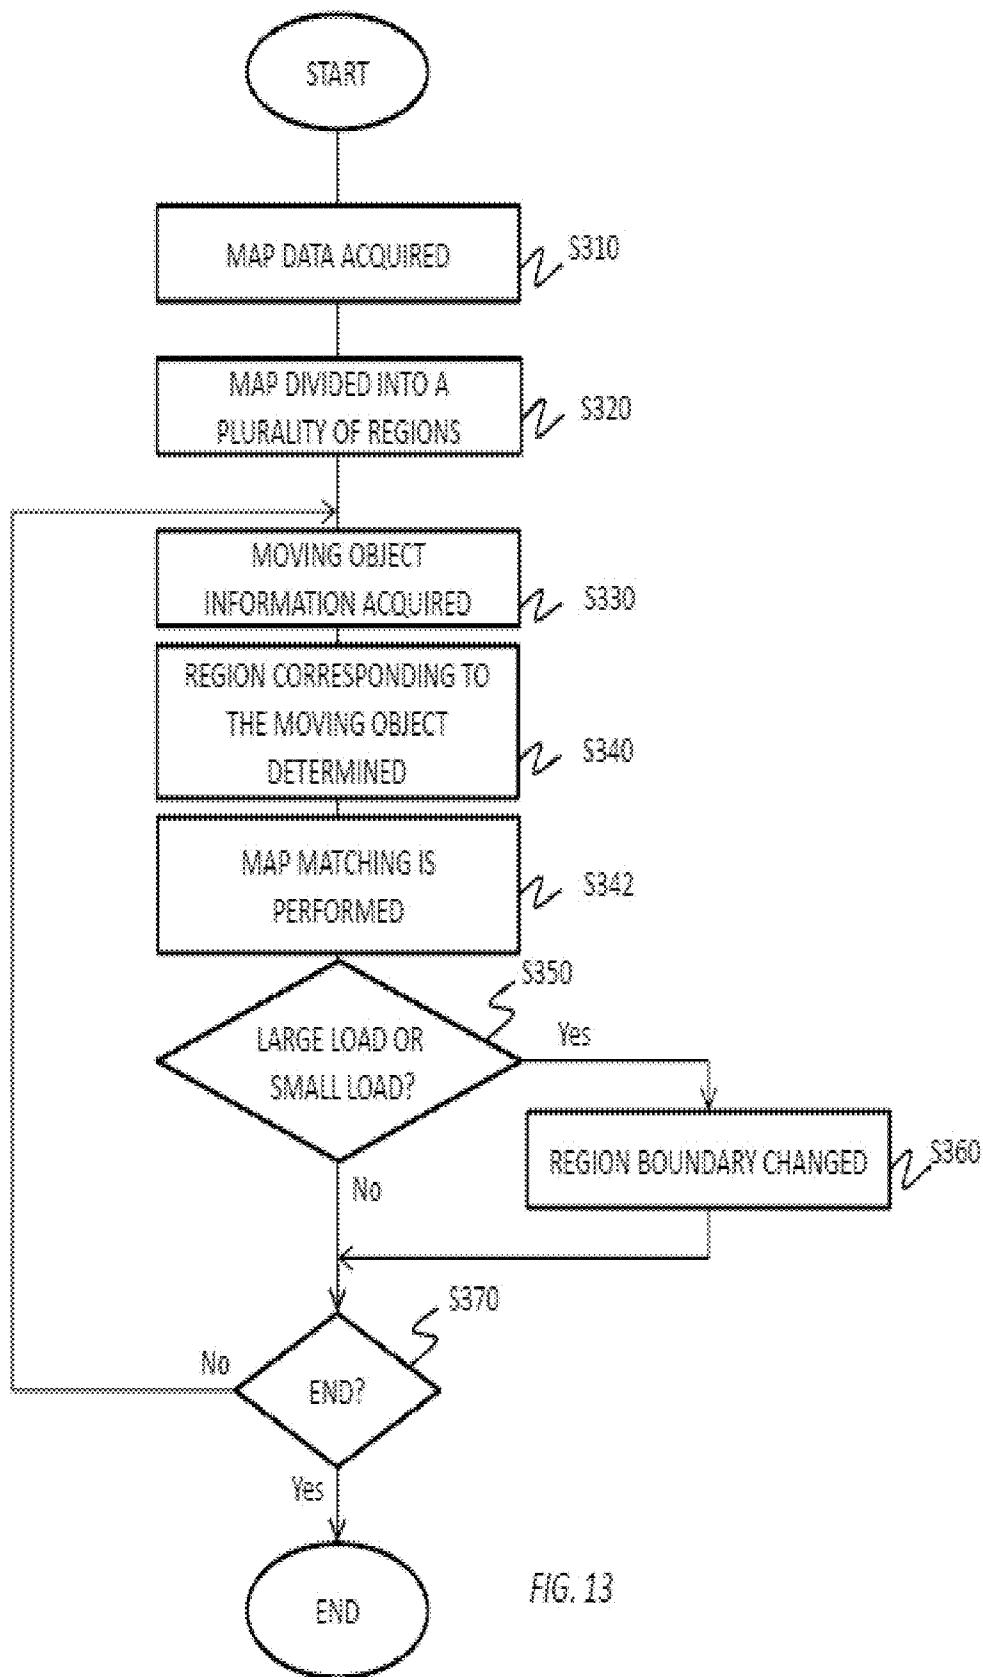 START
MAP DATA ACQUIRED
S310
MAP DIVIDED INTO A
PLURALITY OF REGIONS
S320
MOVING OBJECT
INFORMATION ACQUIRED
S330
REGION CORRESPONDING TO
THE MOVING OBJECT
DETERMINED
S340
MAP MATCHING IS
PERFORMED
S342
S350
LARGE LOAD OR
SMALL LOAD?
Yes
REGION BOUNDARY CHANGED
S360
No
S370
No
END?
Yes
END
FIG. 13